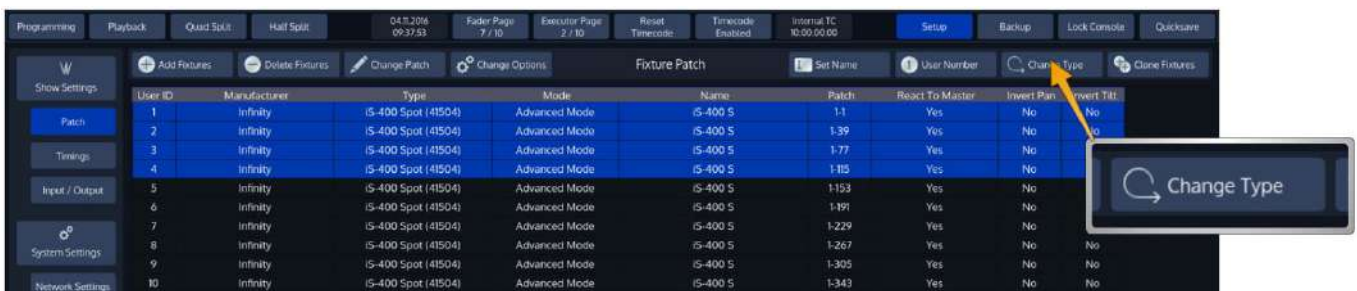 Programming Playback Quad Split Half Split 04.11.2016 09:37.53 Fader Page 7 / 10 Executor Page 2 / 10 Reset Timecode Timecode Enabled Internal TC 10:00:00:00 Setup Backup Lock Console Quicksave
Show Settings Add Fixtures Delete Fixtures Change Patch Change Options Fixture Patch Set Name User Number Change Type Clone Fixtures
User ID Manufacturer Type Mode Name Patch React To Master Invert Pan Invert Tilt
1 Infinity iS-400 Spot (41504) Advanced Mode iS-400 S 1-1 Yes No No
Patch
2 Infinity iS-400 Spot (41504) Advanced Mode iS-400 S 1-39 Yes No No
3 Infinity iS-400 Spot (41504) Advanced Mode iS-400 S 1-77 Yes No
Timings
4 Infinity iS-400 Spot (41504) Advanced Mode iS-400 S 1-115 Yes No
Input / Output
5 Infinity iS-400 Spot (41504) Advanced Mode iS-400 S 1-153 Yes No
Change Type
6 Infinity iS-400 Spot (41504) Advanced Mode iS-400 S 1-191 Yes No
7 Infinity iS-400 Spot (41504) Advanced Mode iS-400 S 1-229 Yes No
System Settings
8 Infinity iS-400 Spot (41504) Advanced Mode iS-400 S 1-267 Yes No No
9 Infinity iS-400 Spot (41504) Advanced Mode iS-400 S 1-305 Yes No No
Network Settings
10 Infinity iS-400 Spot (41504) Advanced Mode iS-400 S 1-343 Yes No No